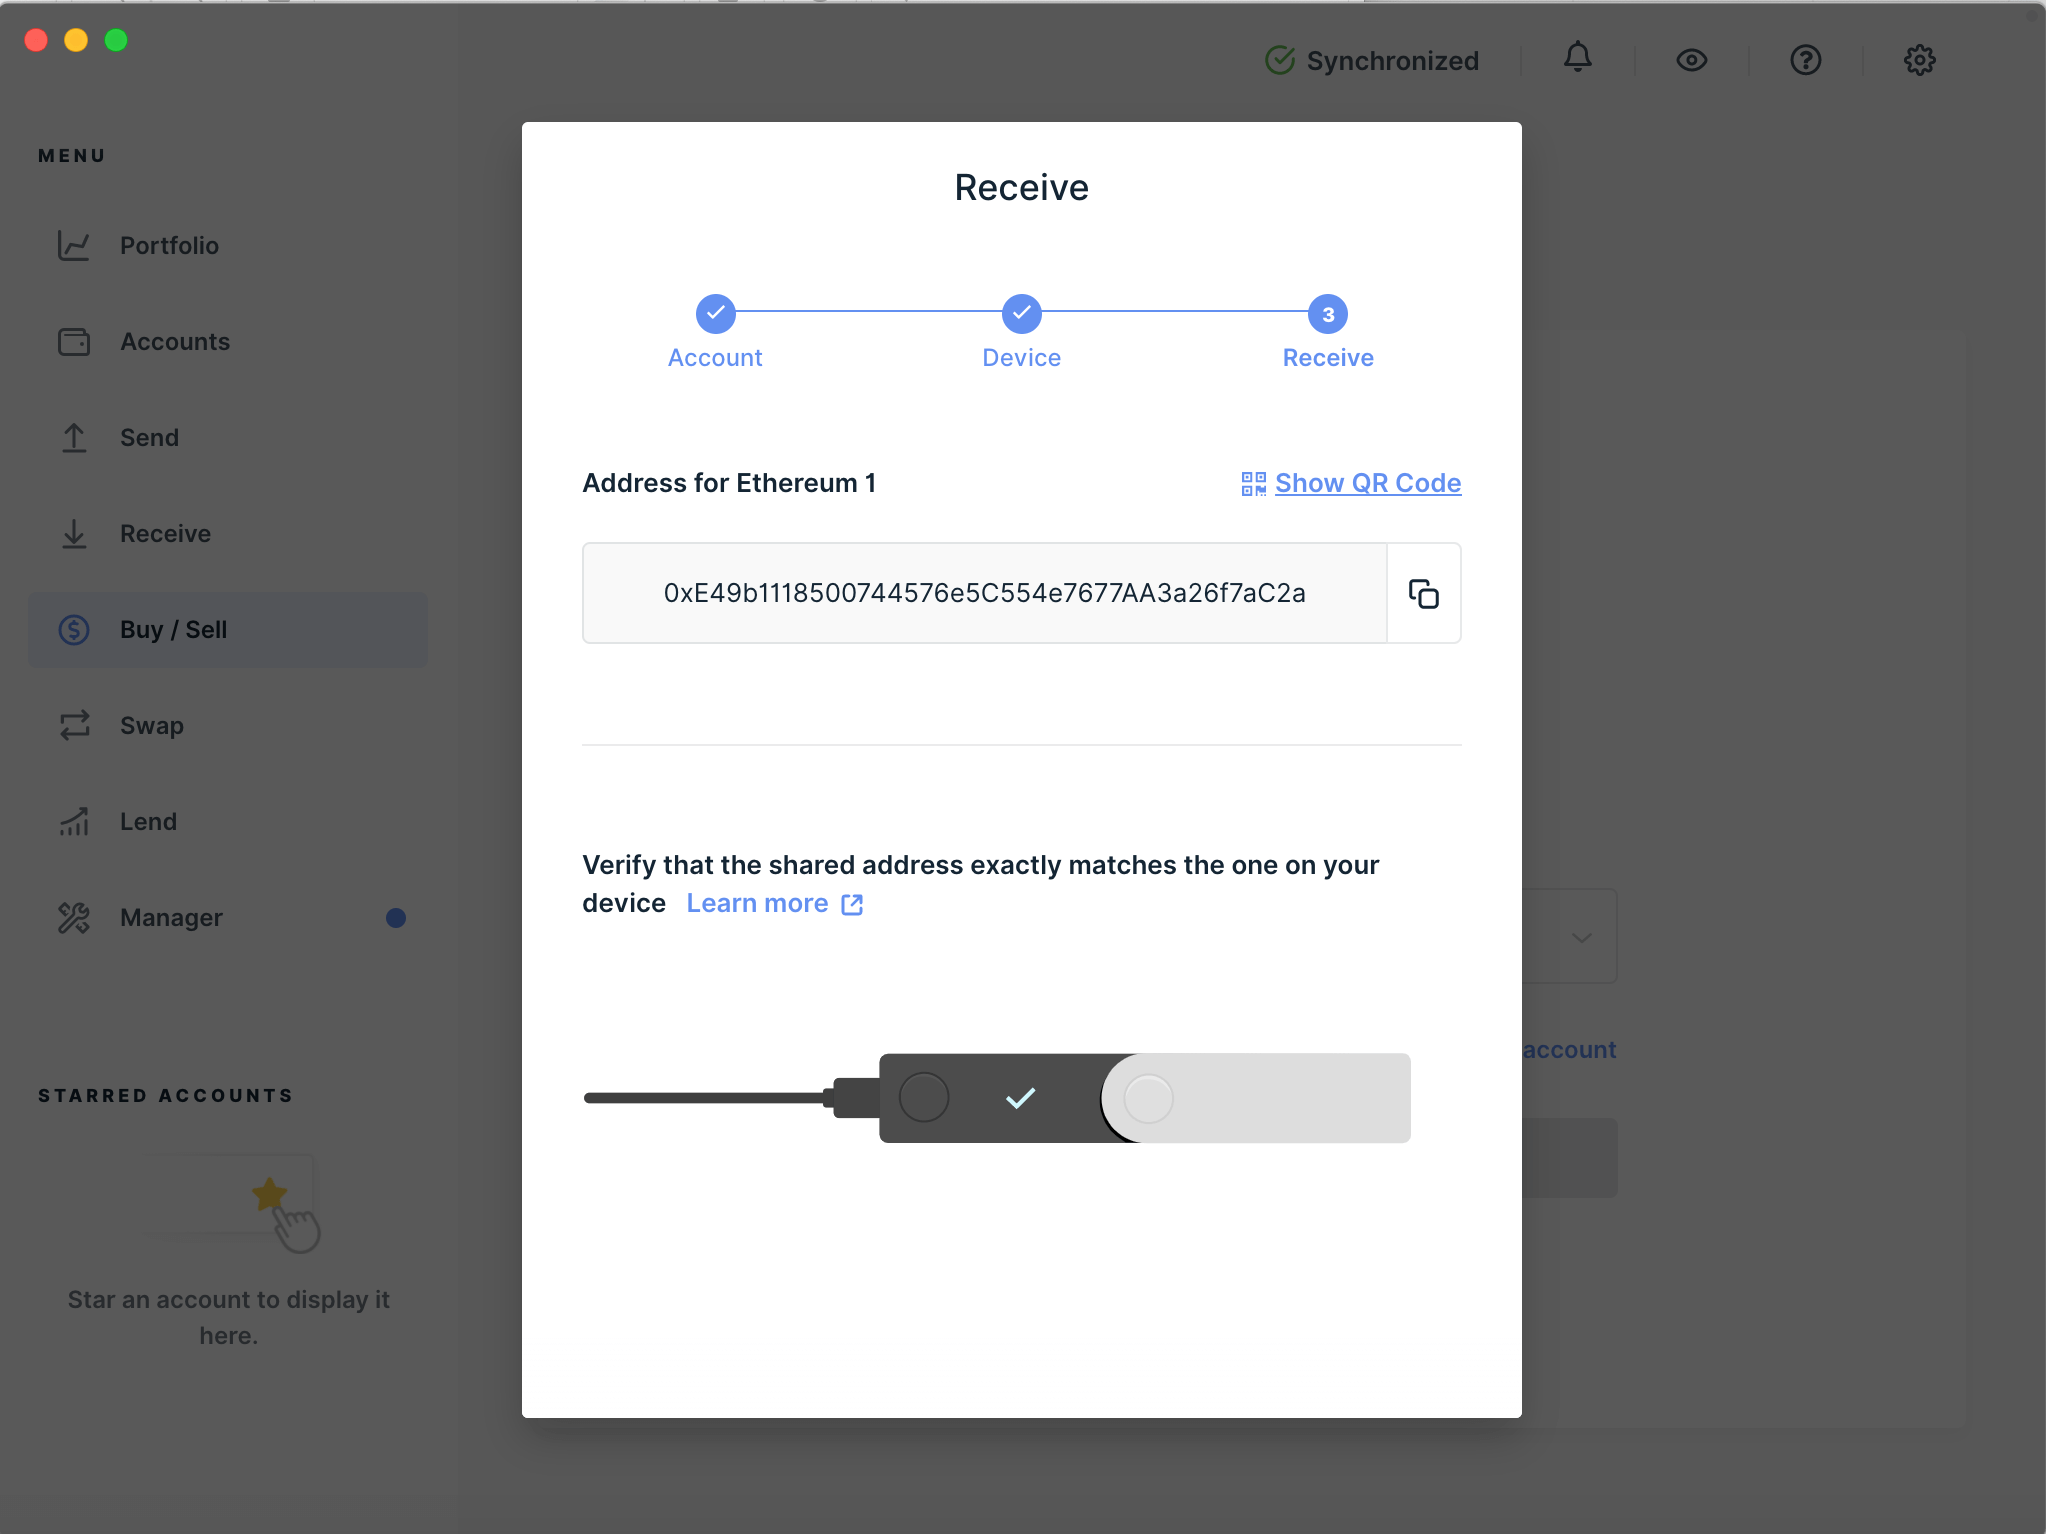 Synchronized
MENU
Portfolio
Accounts
Send
Receive
Buy / Sell
Swap
Lend
Manager
STARRED ACCOUNTS
Star an account to display it
here.
Receive
3
Account
Device
Receive
Address for Ethereum 1
Show QR Code
0xE49b1118500744576e5C554e7677AA3a26f7aC2a
Verify that the shared address exactly matches the one on your
device Learn more
account